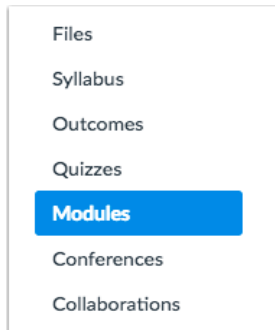 Files
Syllabus
Outcomes
Quizzes
Modules
Conferences
Collaborations